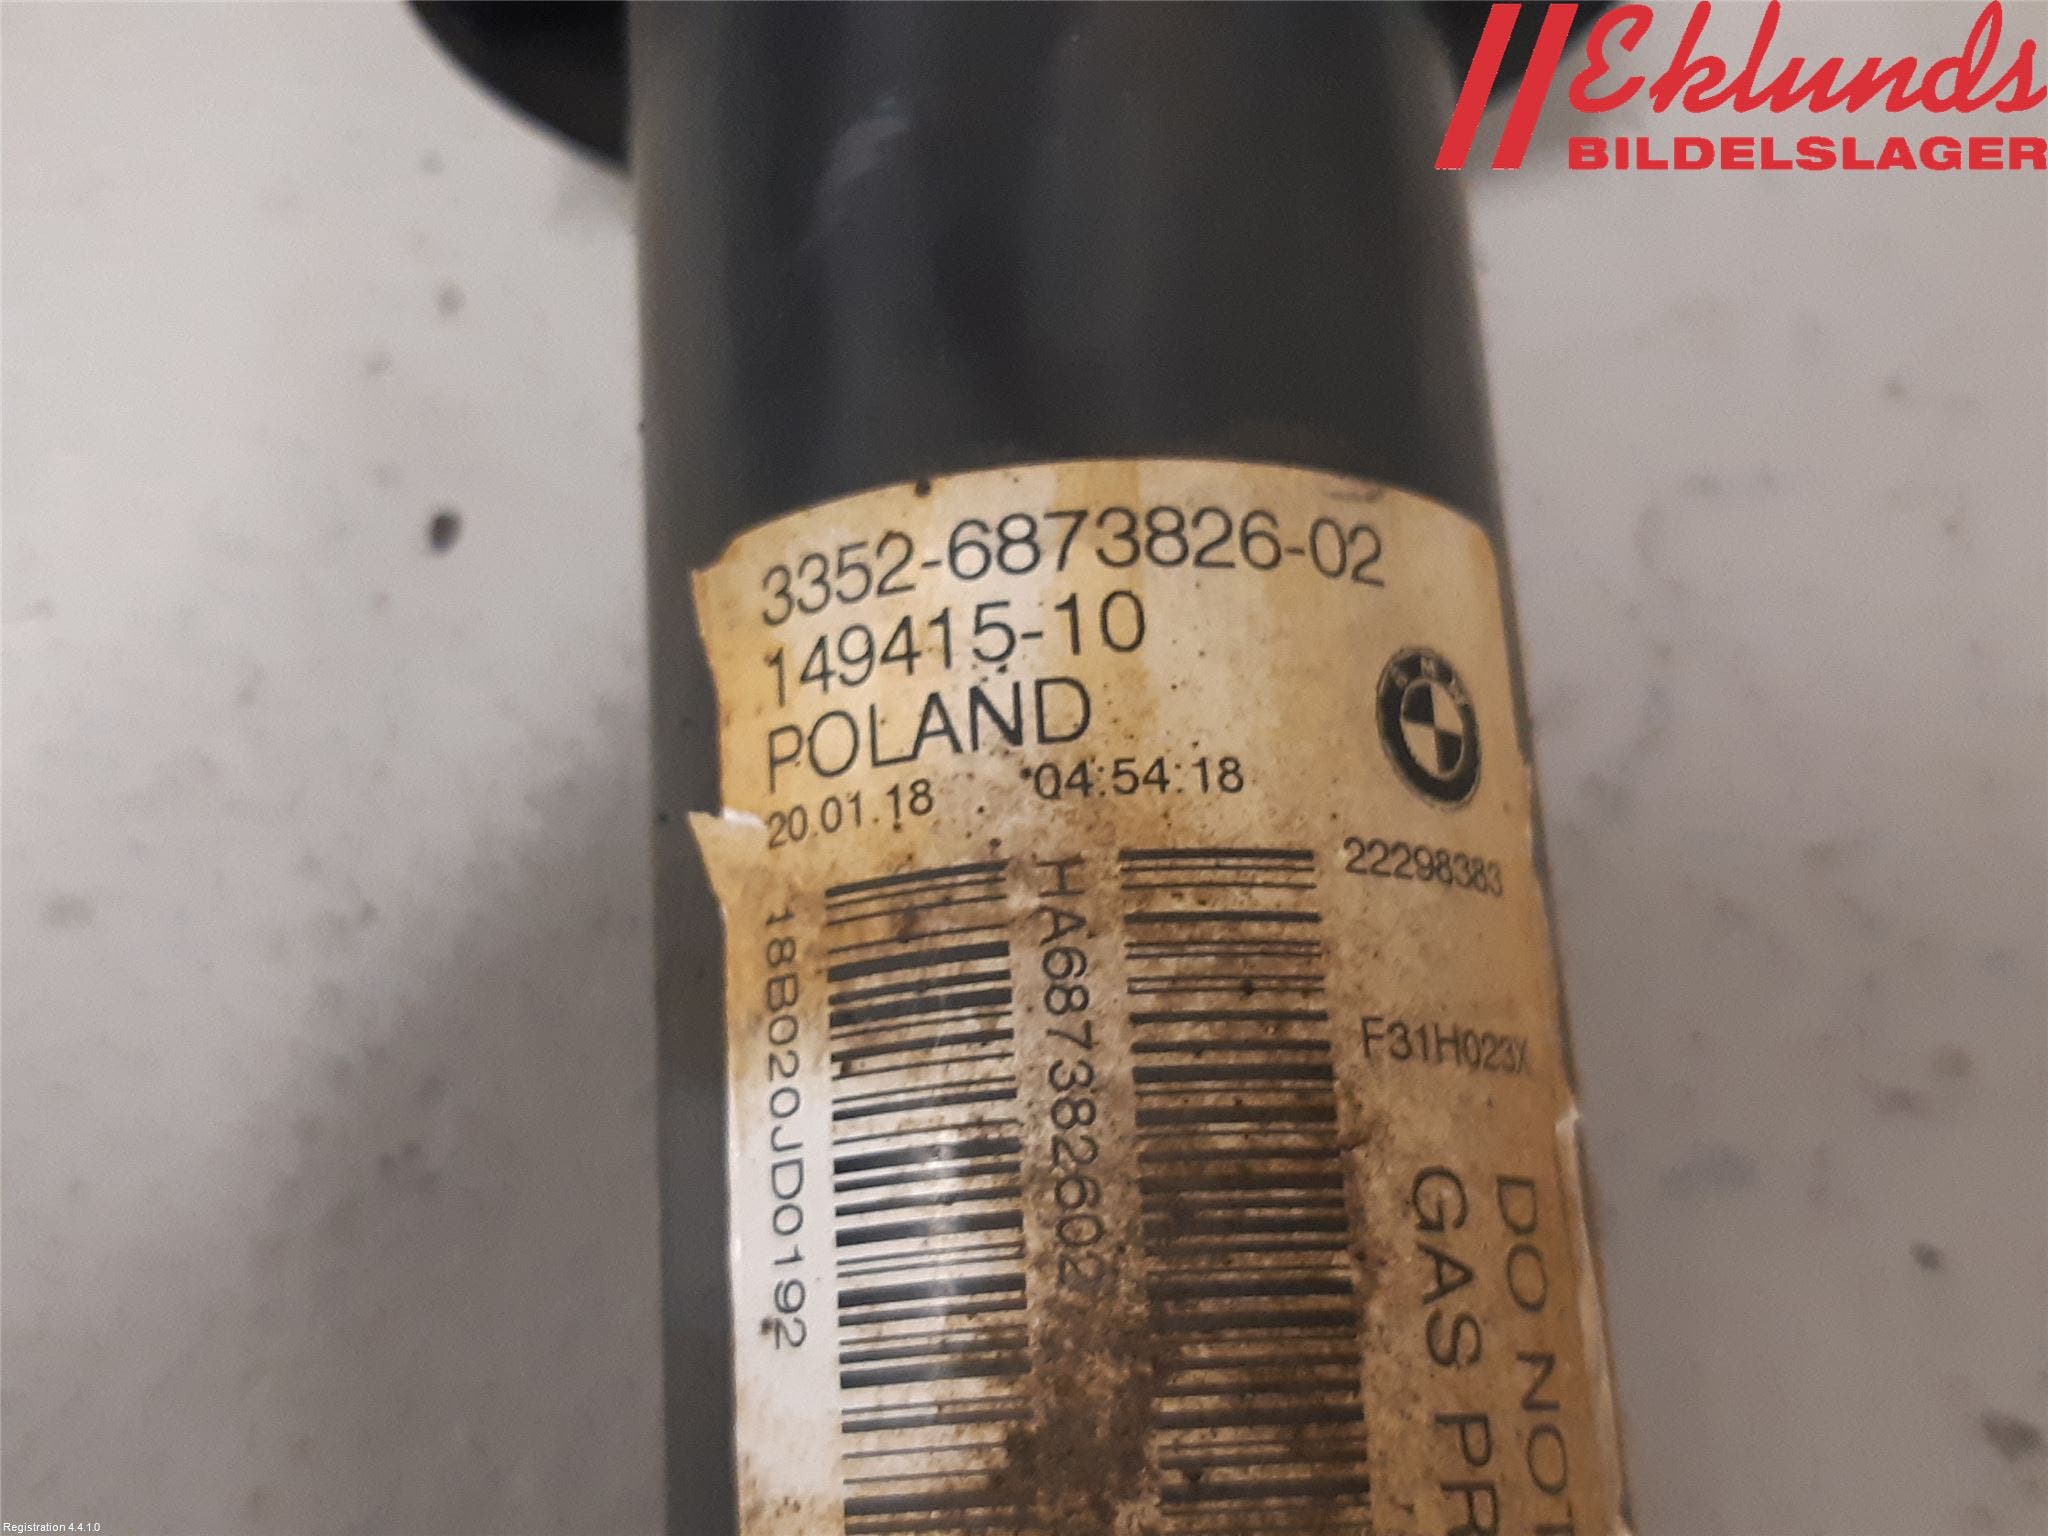 Eklunds
BILDELSLAGER
3352-6873826-02
149415-10
POLAND
20.01.18 04:54:18
BMW
22298383
18B020JD0192
HA687382602
F31H023X
DO NOT
GAS PR
Registration 4.4.1.0